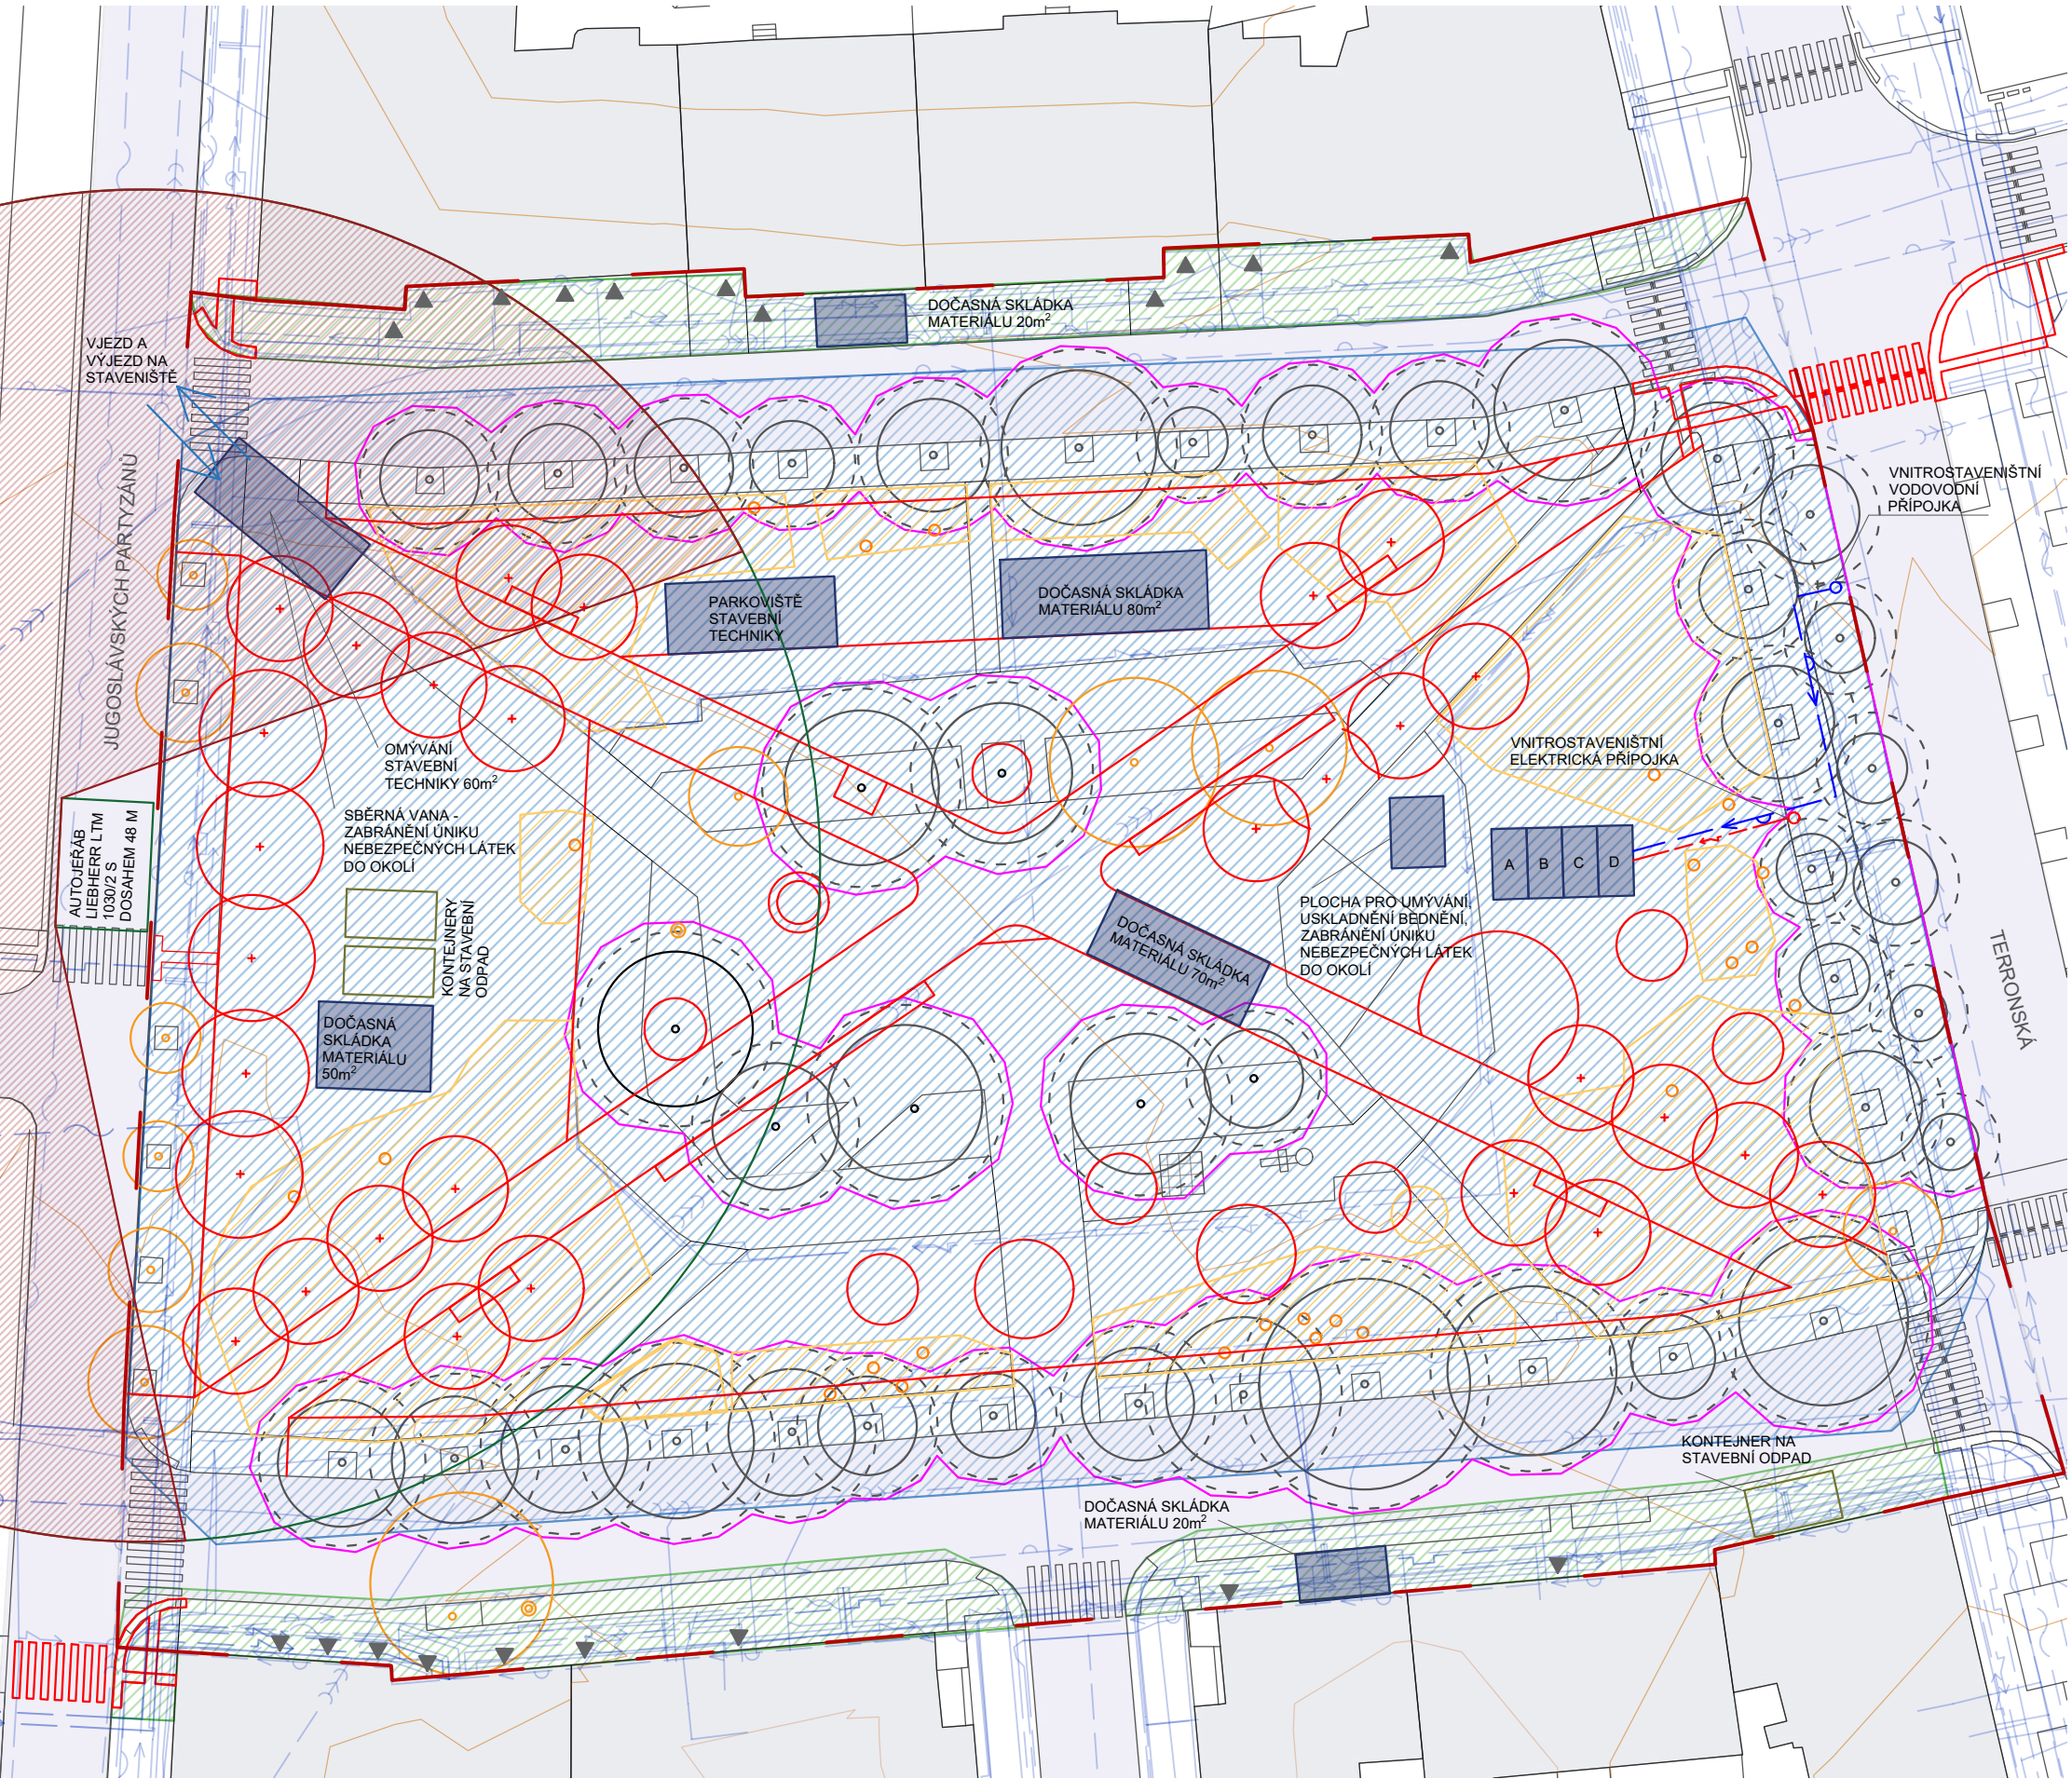 DOČASNÁ SKLÁDKA
MATERIÁLU 20m²
VJEZD A
VÝJEZD NA
STAVENIŠTĚ
JUGOSLÁVSKÝCH PARTYZÁNŮ
VNITROSTAVENIŠTNÍ
VODOVODNÍ
PŘÍPOJKA
PARKOVIŠTĚ
STAVEBNÍ
TECHNIKY
DOČASNÁ SKLÁDKA
MATERIÁLU 80m²
OMÝVÁNÍ
STAVEBNÍ
TECHNIKY 60m²
VNITROSTAVENIŠTNÍ
ELEKTRICKÁ PŘÍPOJKA
SBĚRNÁ VANA -
ZABRÁNĚNÍ ÚNIKU
NEBEZPEČNÝCH LÁTEK
DO OKOLÍ
AUTOJEŘÁB
LIEBHERR LTM
1030/2 S
DOSAHEM 48 M
A
B
C
D
KONTEJNERY
NA STAVEBNÍ
ODPAD
PLOCHA PRO UMÝVÁNÍ,
USKLADNĚNÍ BEDNĚNÍ,
ZABRÁNĚNÍ ÚNIKU
NEBEZPEČNÝCH LÁTEK
DO OKOLÍ
DOČASNÁ SKLÁDKA
MATERIÁLU 70m²
TERRONSKÁ
DOČASNÁ
SKLÁDKA
MATERIÁLU
50m²
KONTEJNER NA
STAVEBNÍ ODPAD
DOČASNÁ SKLÁDKA
MATERIÁLU 20m²